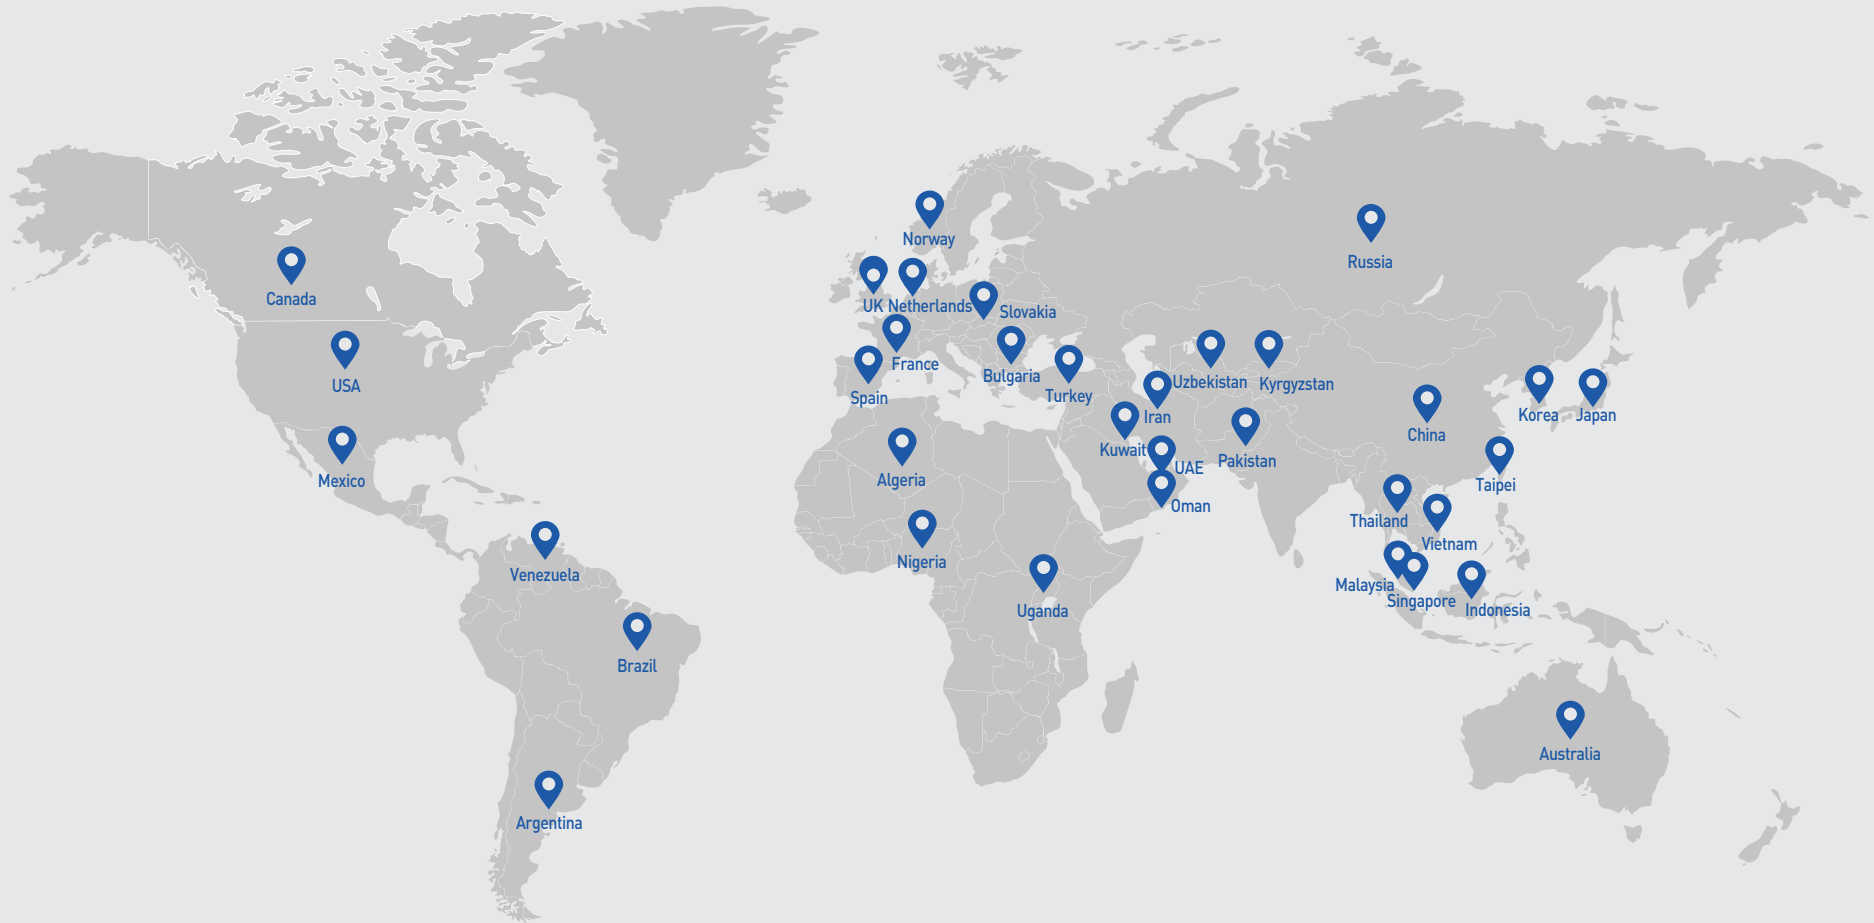 Norway
Russia
Canada
UK
Netherlands
Slovakia
France
Bulgaria
USA
Spain
Turkey
Uzbekistan
Kyrgyzstan
Iran
Korea
Japan
China
Kuwait
Pakistan
UAE
Mexico
Algeria
Taipei
Oman
Thailand
Vietnam
Nigeria
Venezuela
Malaysia
Singapore
Indonesia
Uganda
Brazil
Australia
Argentina